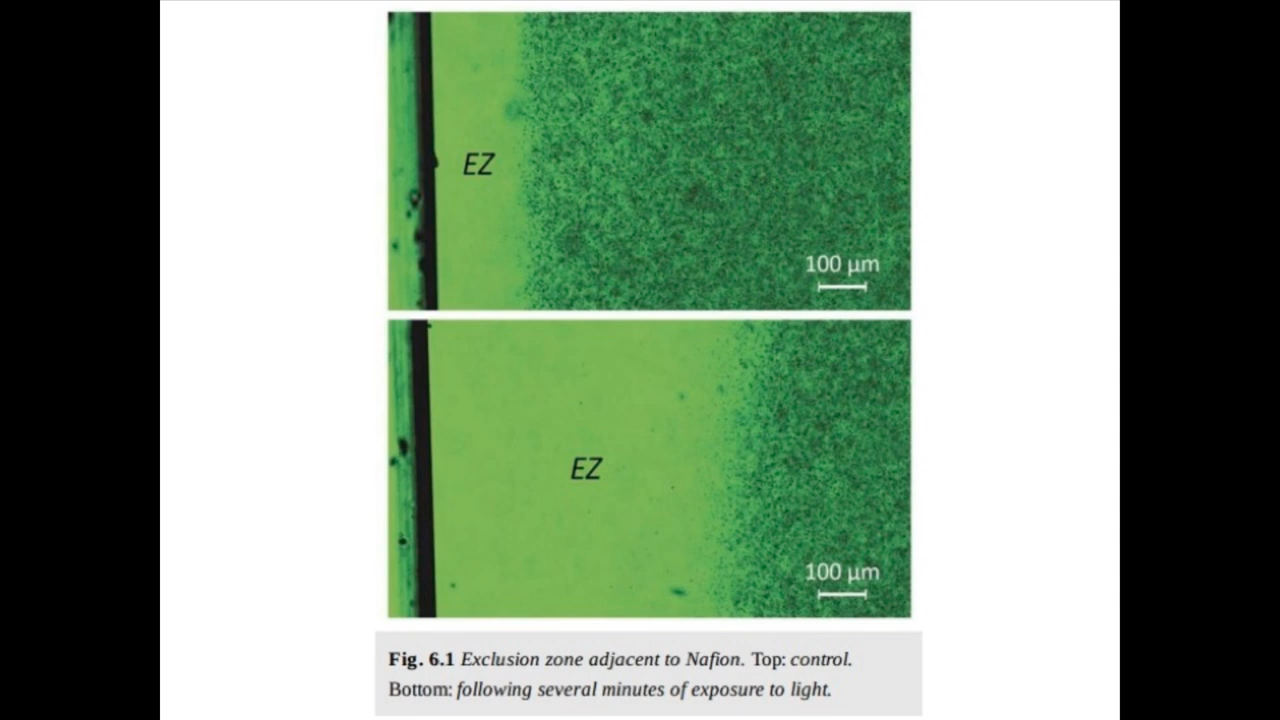 EZ
100 µm
EZ
100 µm
Fig. 6.1 Exclusion zone adjacent to Nafion. Top: control.
Bottom: following several minutes of exposure to light.